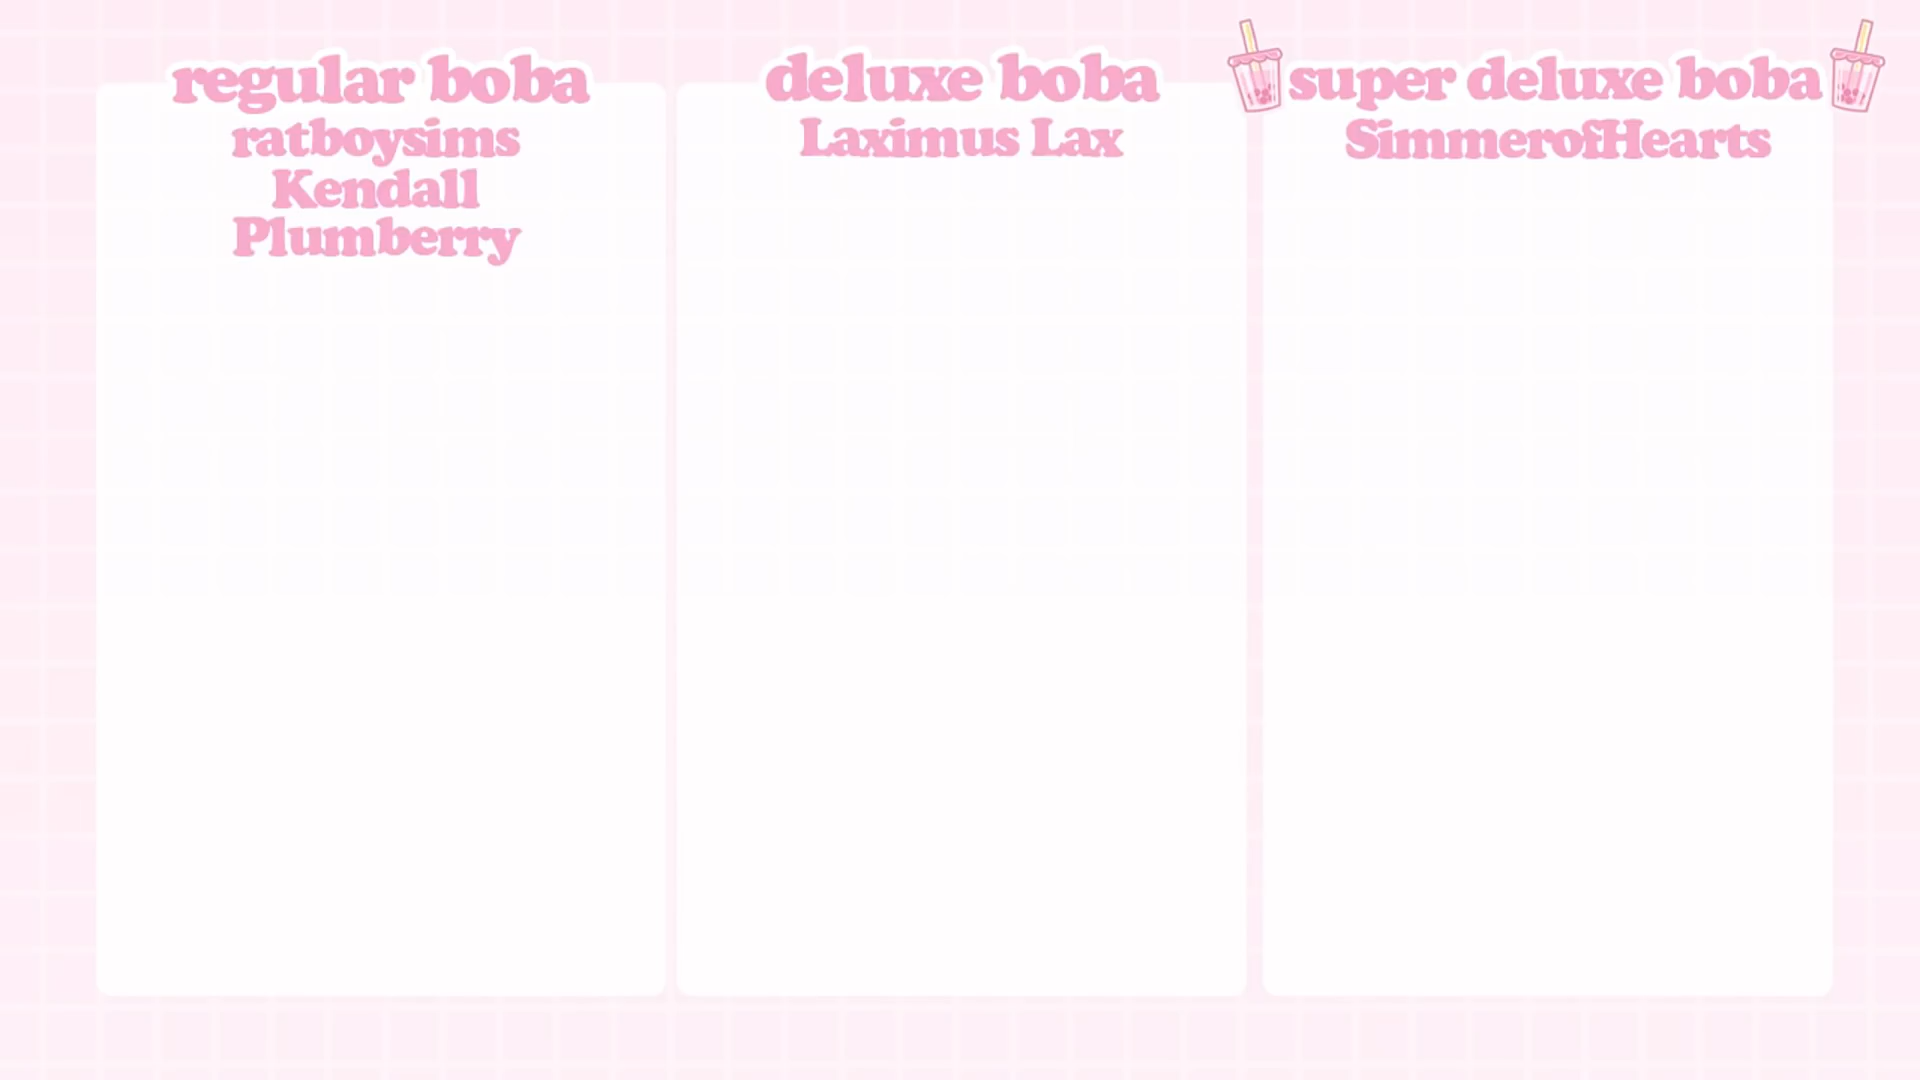 regular boba
ratboysims
Kendall
Plumberry
deluxe boba
Laximus Lax
super deluxe boba
SimmerofHearts